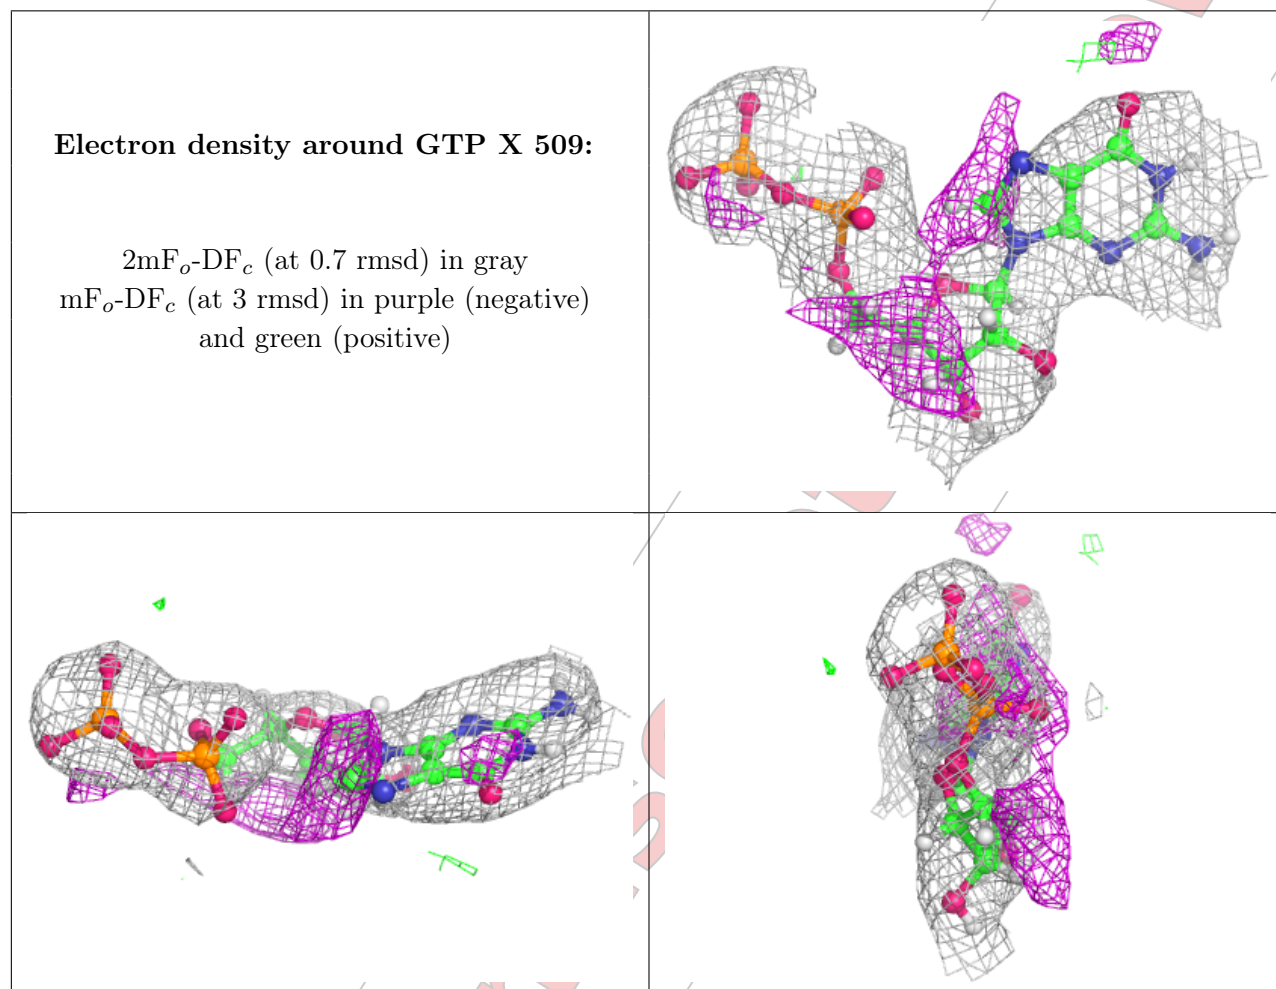 Electron density around GTP X 509:
2mFₒ-DF𝒸 (at 0.7 rmsd) in gray
mFₒ-DF𝒸 (at 3 rmsd) in purple (negative)
and green (positive)